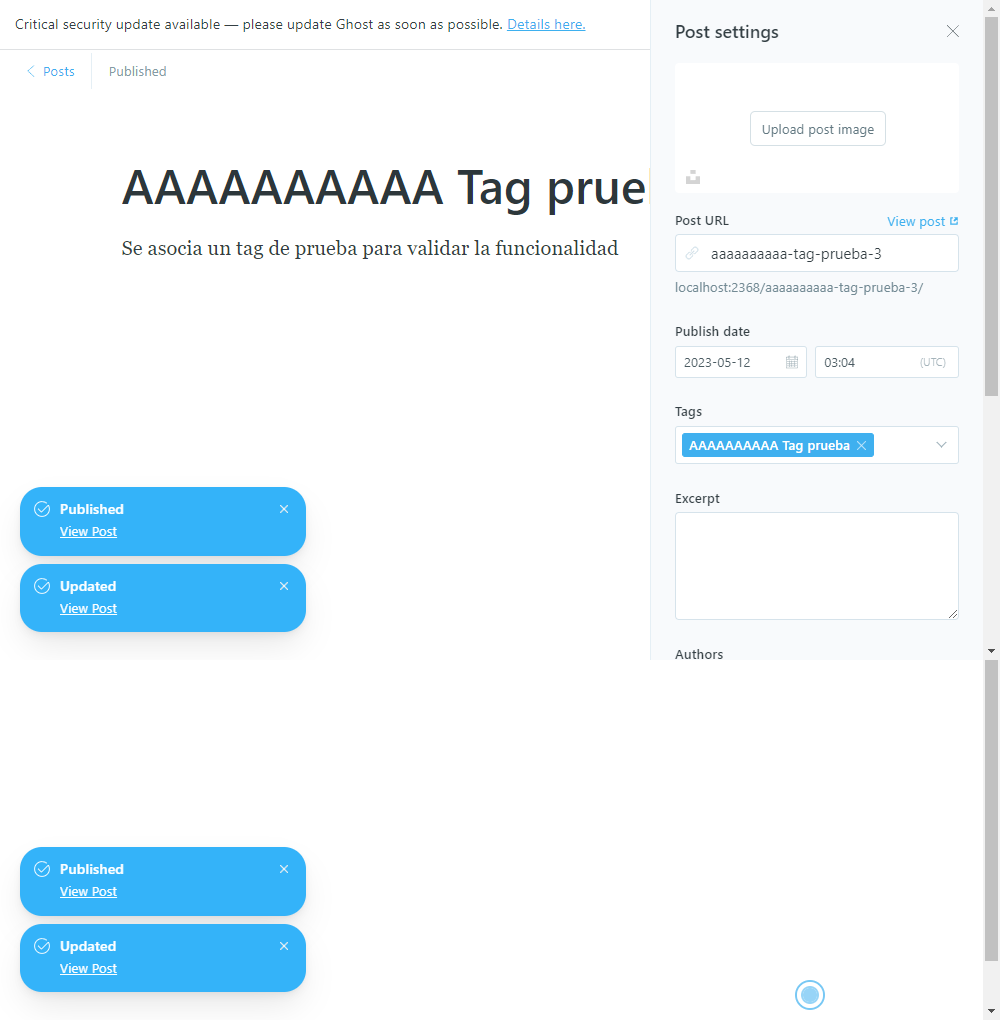 Critical security update available — please update Ghost as soon as possible. Details here.
Posts
Published
AAAAAAAAAA Tag prue
Se asocia un tag de prueba para validar la funcionalidad
Published
View Post
Updated
View Post
Post settings
Upload post image
Post URL
View post
aaaaaaaaaa-tag-prueba-3
localhost:2368/aaaaaaaaaa-tag-prueba-3/
Publish date
2023-05-12
03:04
(UTC)
Tags
AAAAAAAAAA Tag prueba
Excerpt
Authors
Published
View Post
Updated
View Post